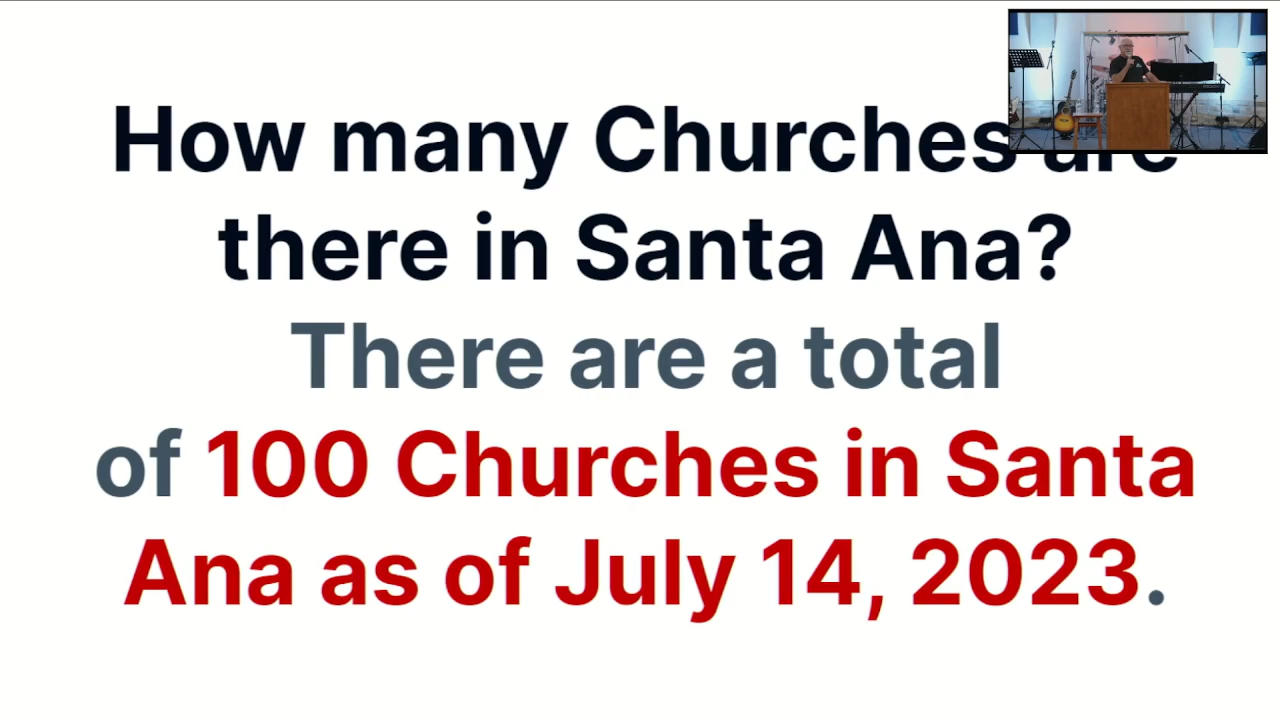 How many Churches are
there in Santa Ana?
There are a total
of 100 Churches in Santa
Ana as of July 14, 2023.